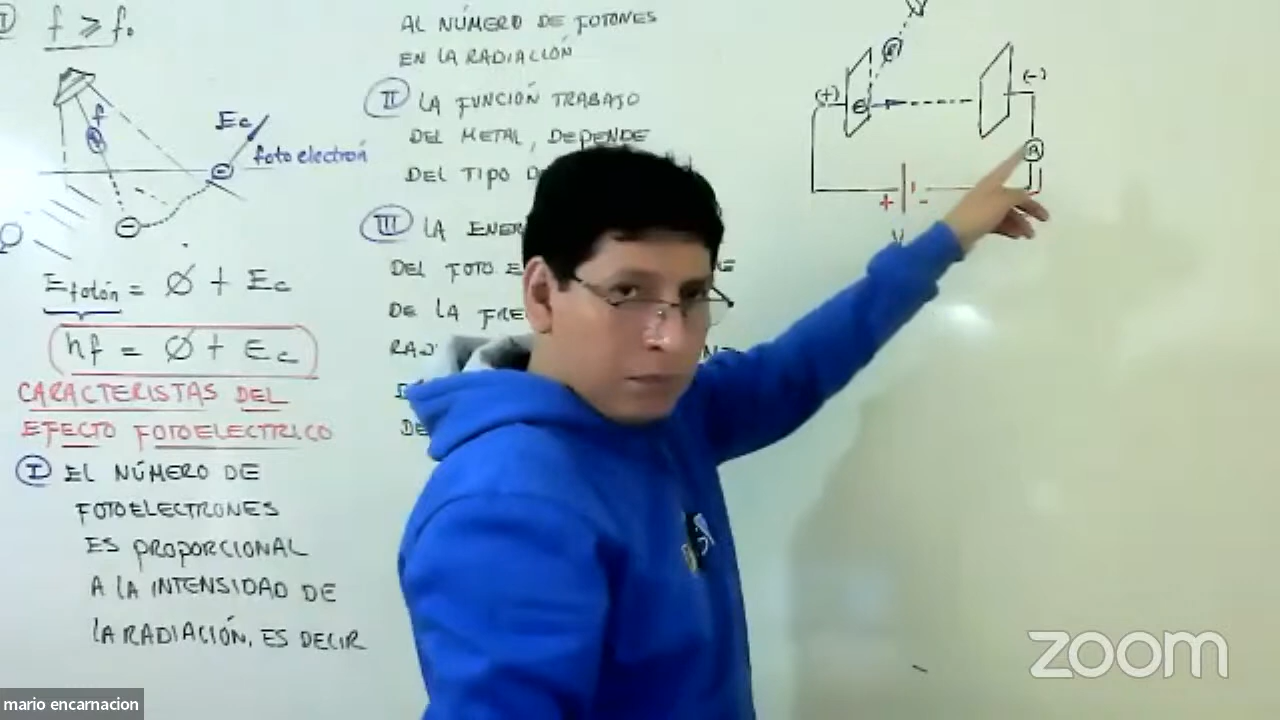 I
f ≥ f₀
f
Ec
foto electrón
Efotón = Ø + Ec
hf = Ø + Ec
CARACTERISTAS DEL
EFECTO FOTOELECTRICO
I EL NÚMERO DE
FOTOELECTRONES
ES PROPORCIONAL
A LA INTENSIDAD DE
LA RADIACIÓN, ES DECIR
AL NÚMERO DE FOTONES
EN LA RADIACIÓN
II LA FUNCIÓN TRABAJO
DEL METAL, DEPENDE
DEL TIPO
III LA
DEL FOTO
DE LA
(+)
(-)
A
+ -
V
zoom
mario encarnacion